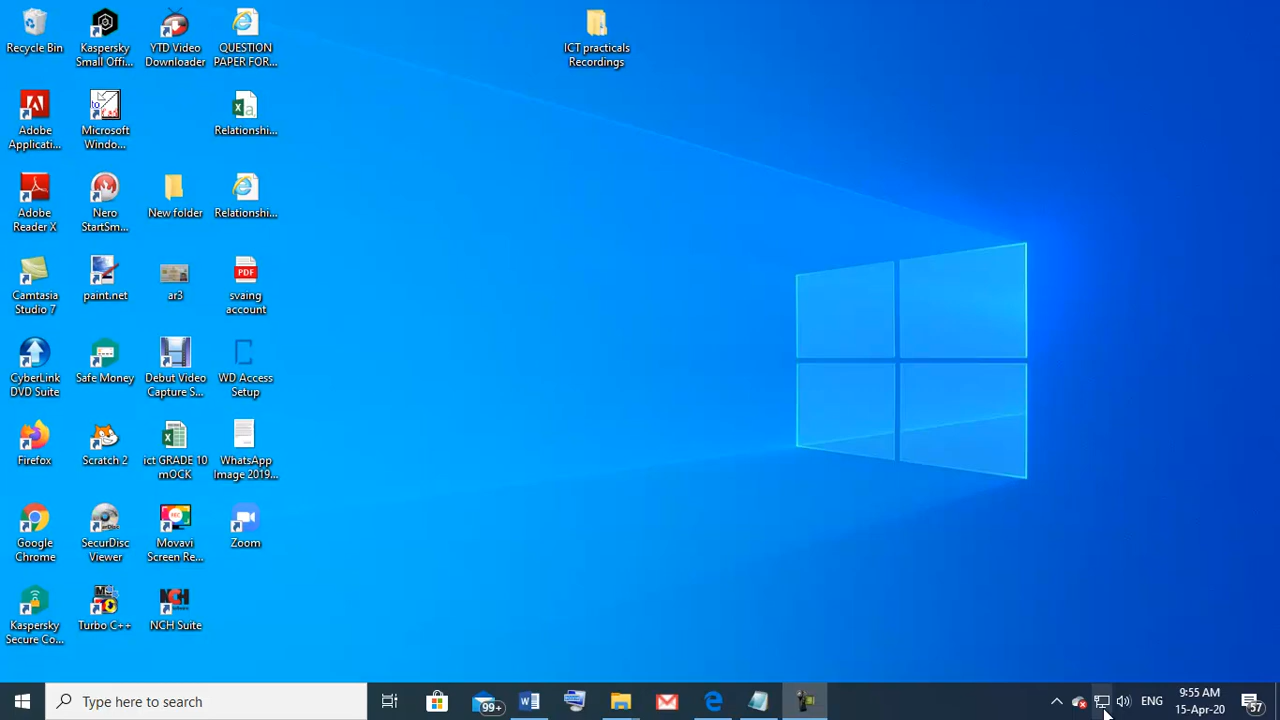 Recycle Bin
Kaspersky
Small Offi...
YTD Video
Downloader
QUESTION
PAPER FOR...
ICT practicals
Recordings
Adobe
Applicati...
Microsoft
Windo...
Relationshi...
Adobe
Reader X
Nero
StartSm...
New folder
Relationshi...
Camtasia
Studio 7
paint.net
ar3
PDF
svaing
account
CyberLink
DVD Suite
Safe Money
Debut Video
Capture S...
WD Access
Setup
Firefox
Scratch 2
ict GRADE 10
mOCK
WhatsApp
Image 2019...
Google
Chrome
SecurDisc
Viewer
REC
Movavi
Screen Re...
Zoom
Kaspersky
Secure Co...
Turbo C++
NCH
NCH Suite
Type here to search
99+
ENG
9:55 AM
15-Apr-20
57